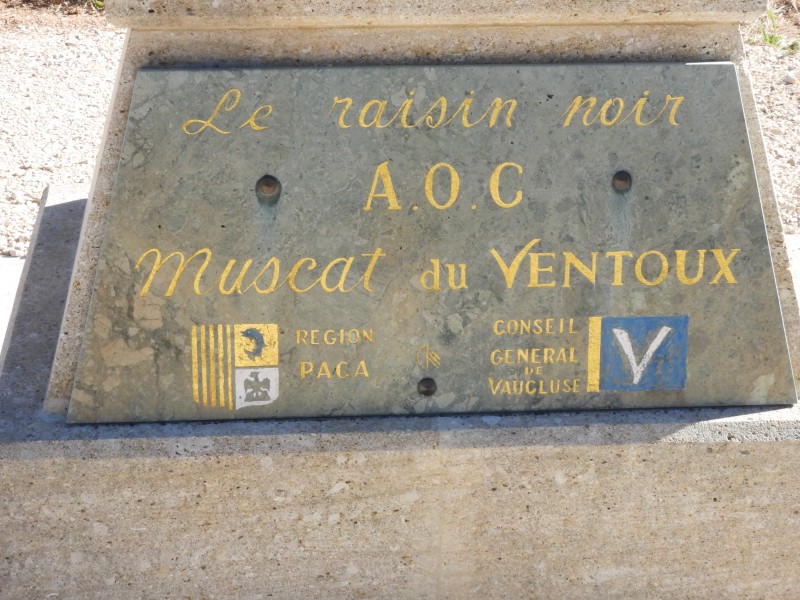 Le raisin noir
A.O.C
Muscat du VENTOUX
REGION
PACA
CONSEIL
GENERAL
DE
VAUCLUSE
V